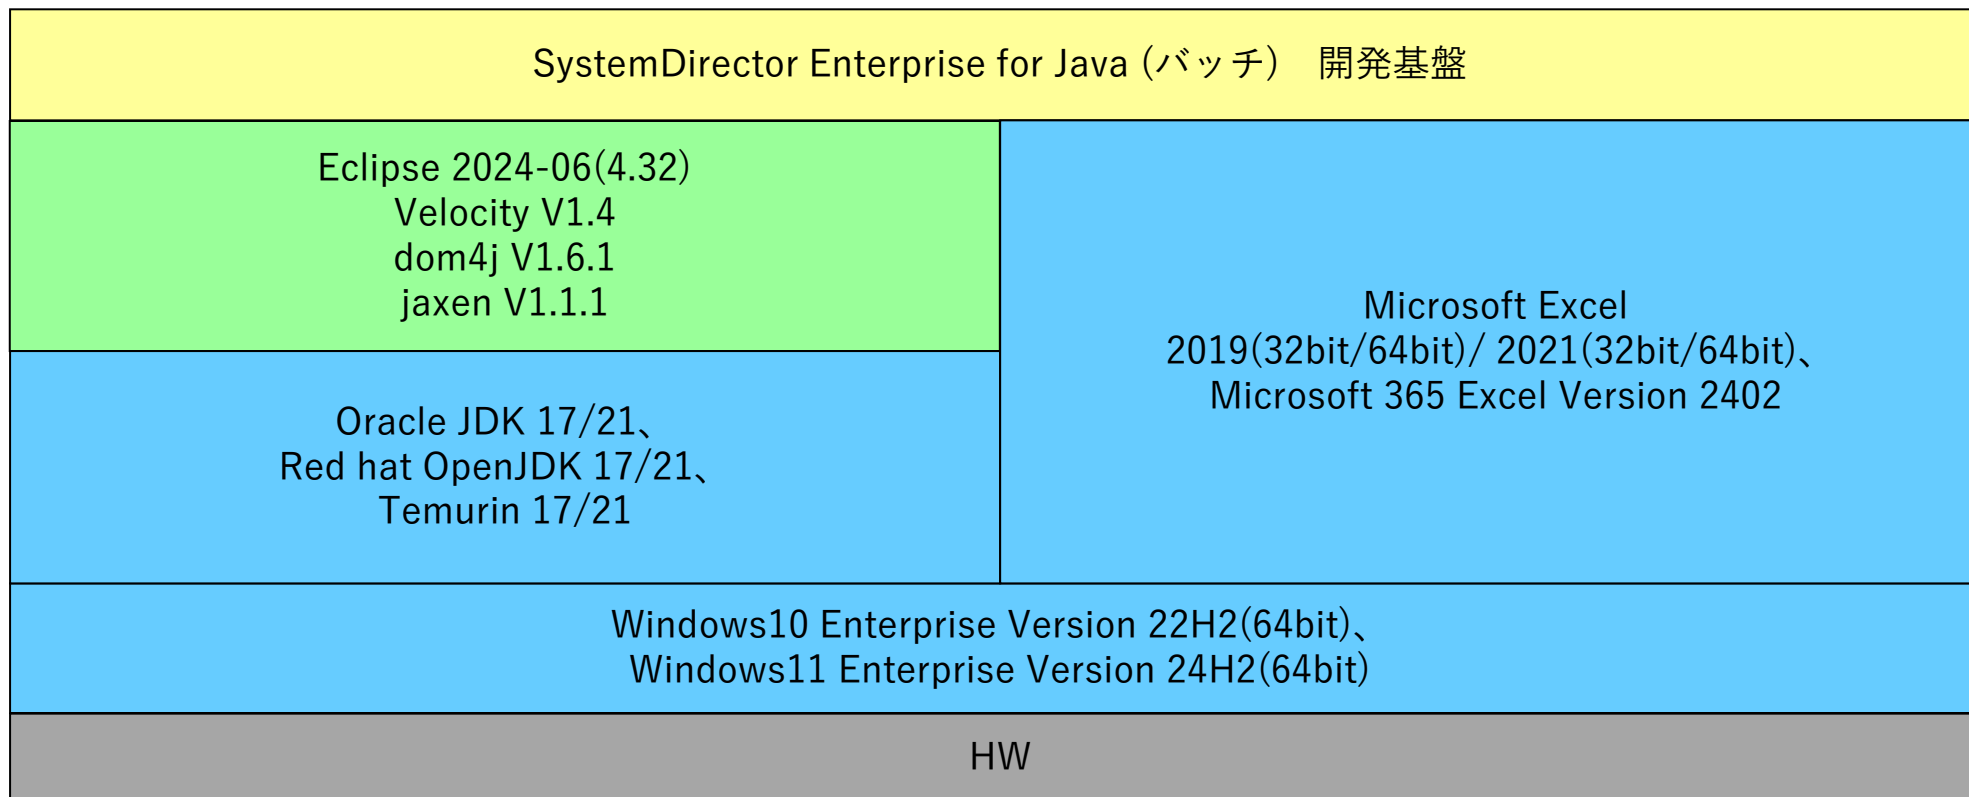 SystemDirector Enterprise for Java (バッチ)　開発基盤
Eclipse 2024-06(4.32)
Velocity V1.4
dom4j V1.6.1
jaxen V1.1.1
Microsoft Excel
2019(32bit/64bit)/ 2021(32bit/64bit)、
Microsoft 365 Excel Version 2402
Oracle JDK 17/21、
Red hat OpenJDK 17/21、
Temurin 17/21
Windows10 Enterprise Version 22H2(64bit)、
Windows11 Enterprise Version 24H2(64bit)
HW